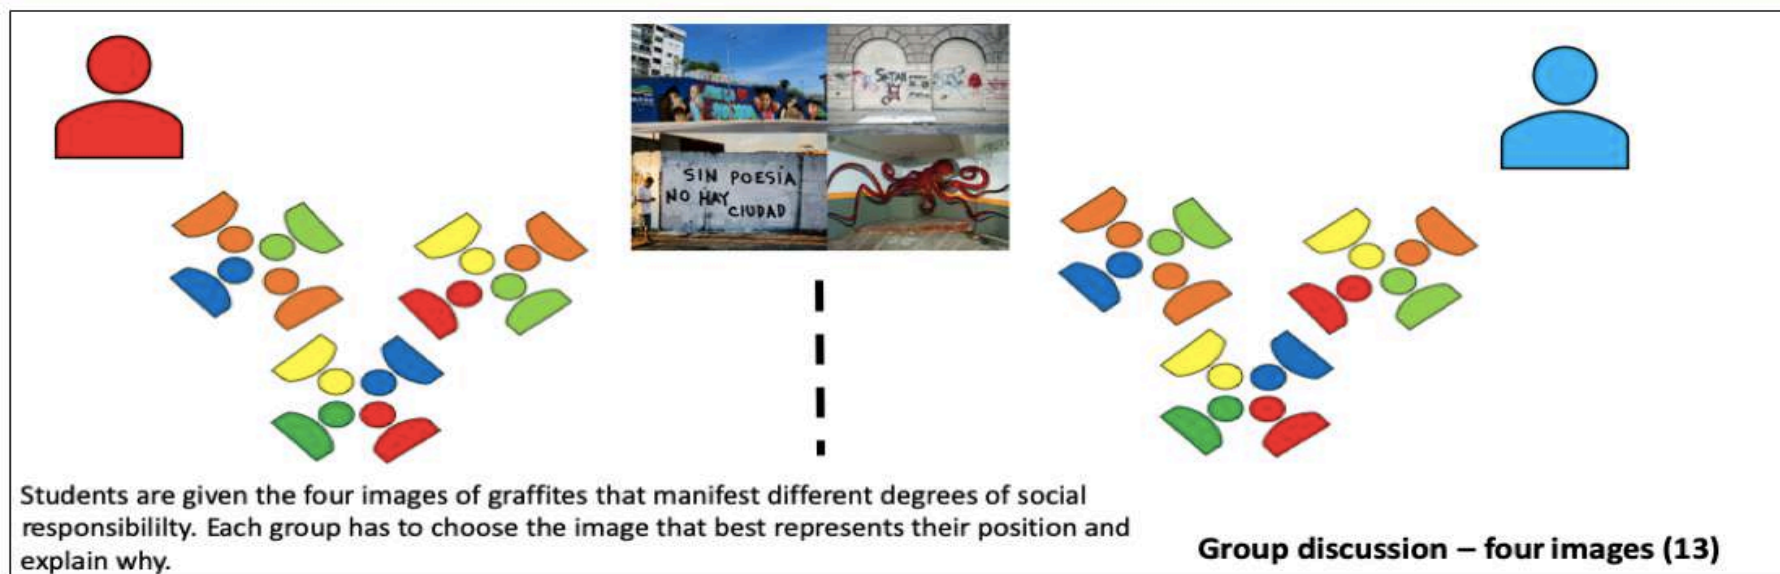 SATAN
SIN POESÍA
NO HAY
CIUDAD
Students are given the four images of graffites that manifest different degrees of social
responsibililty. Each group has to choose the image that best represents their position and
explain why.
Group discussion – four images (13)